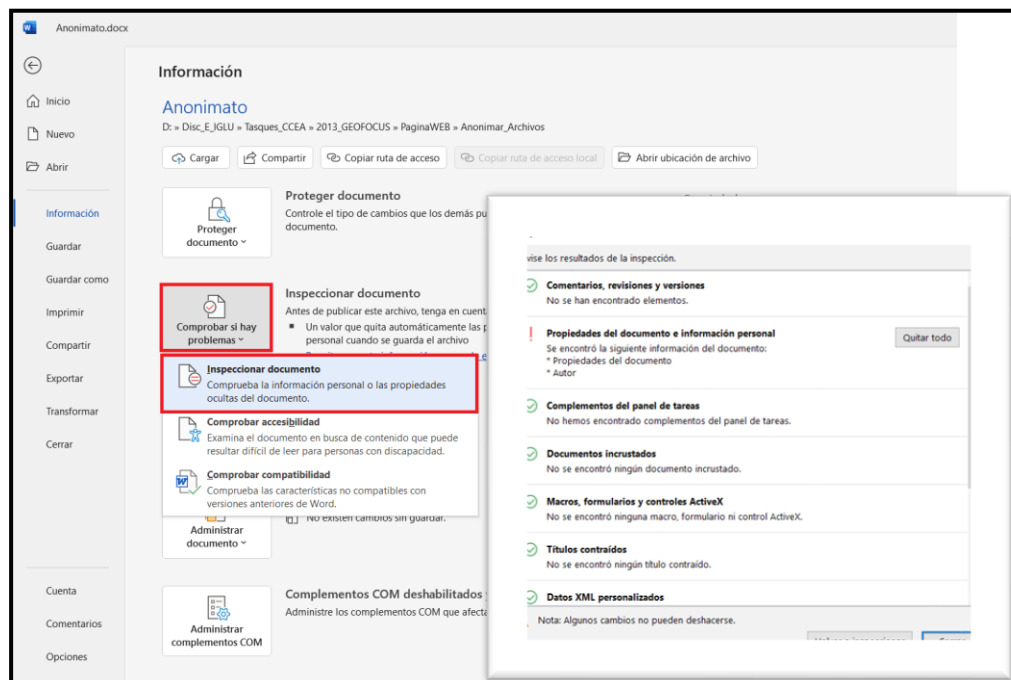 Anonimato.docx
Inicio
Nuevo
Abrir
Información
Guardar
Guardar como
Imprimir
Compartir
Exportar
Transformar
Cerrar
Cuenta
Comentarios
Opciones
Información
Anonimato
D: » Disc_E_IGLU » Tasques_CCEA » 2013_GEOFOCUS » PaginaWEB » Anonimar_Archivos
Cargar
Compartir
Copiar ruta de acceso
Copiar ruta de acceso local
Abrir ubicación de archivo
Proteger
documento
Proteger documento
Controle el tipo de cambios que los demás
documento.
Comprobar si hay
problemas
Inspeccionar documento
Antes de publicar este archivo, tenga en
Un valor que quita automáticamente las
personal cuando se guarda el archivo
Inspeccionar documento
Comprueba la información personal o las propiedades
ocultas del documento.
Comprobar accesibilidad
Examina el documento en busca de contenido que puede
resultar difícil de leer para personas con discapacidad.
Comprobar compatibilidad
Comprueba las características no compatibles con
versiones anteriores de Word.
Administrar
documento
No existen cambios sin guardar.
Administrar
complementos COM
Complementos COM deshabilitados
Administre los complementos COM que
los resultados de la inspección.
Comentarios, revisiones y versiones
No se han encontrado elementos.
Propiedades del documento e información personal
Se encontró la siguiente información del documento:
* Propiedades del documento
* Autor
Quitar todo
Complementos del panel de tareas
No hemos encontrado complementos del panel de tareas.
Documentos incrustados
No se encontró ningún documento incrustado.
Macros, formularios y controles ActiveX
No se encontró ninguna macro, formulario ni control ActiveX.
Títulos contraídos
No se encontró ningún título contraído.
Datos XML personalizados
Nota: Algunos cambios no pueden deshacerse.